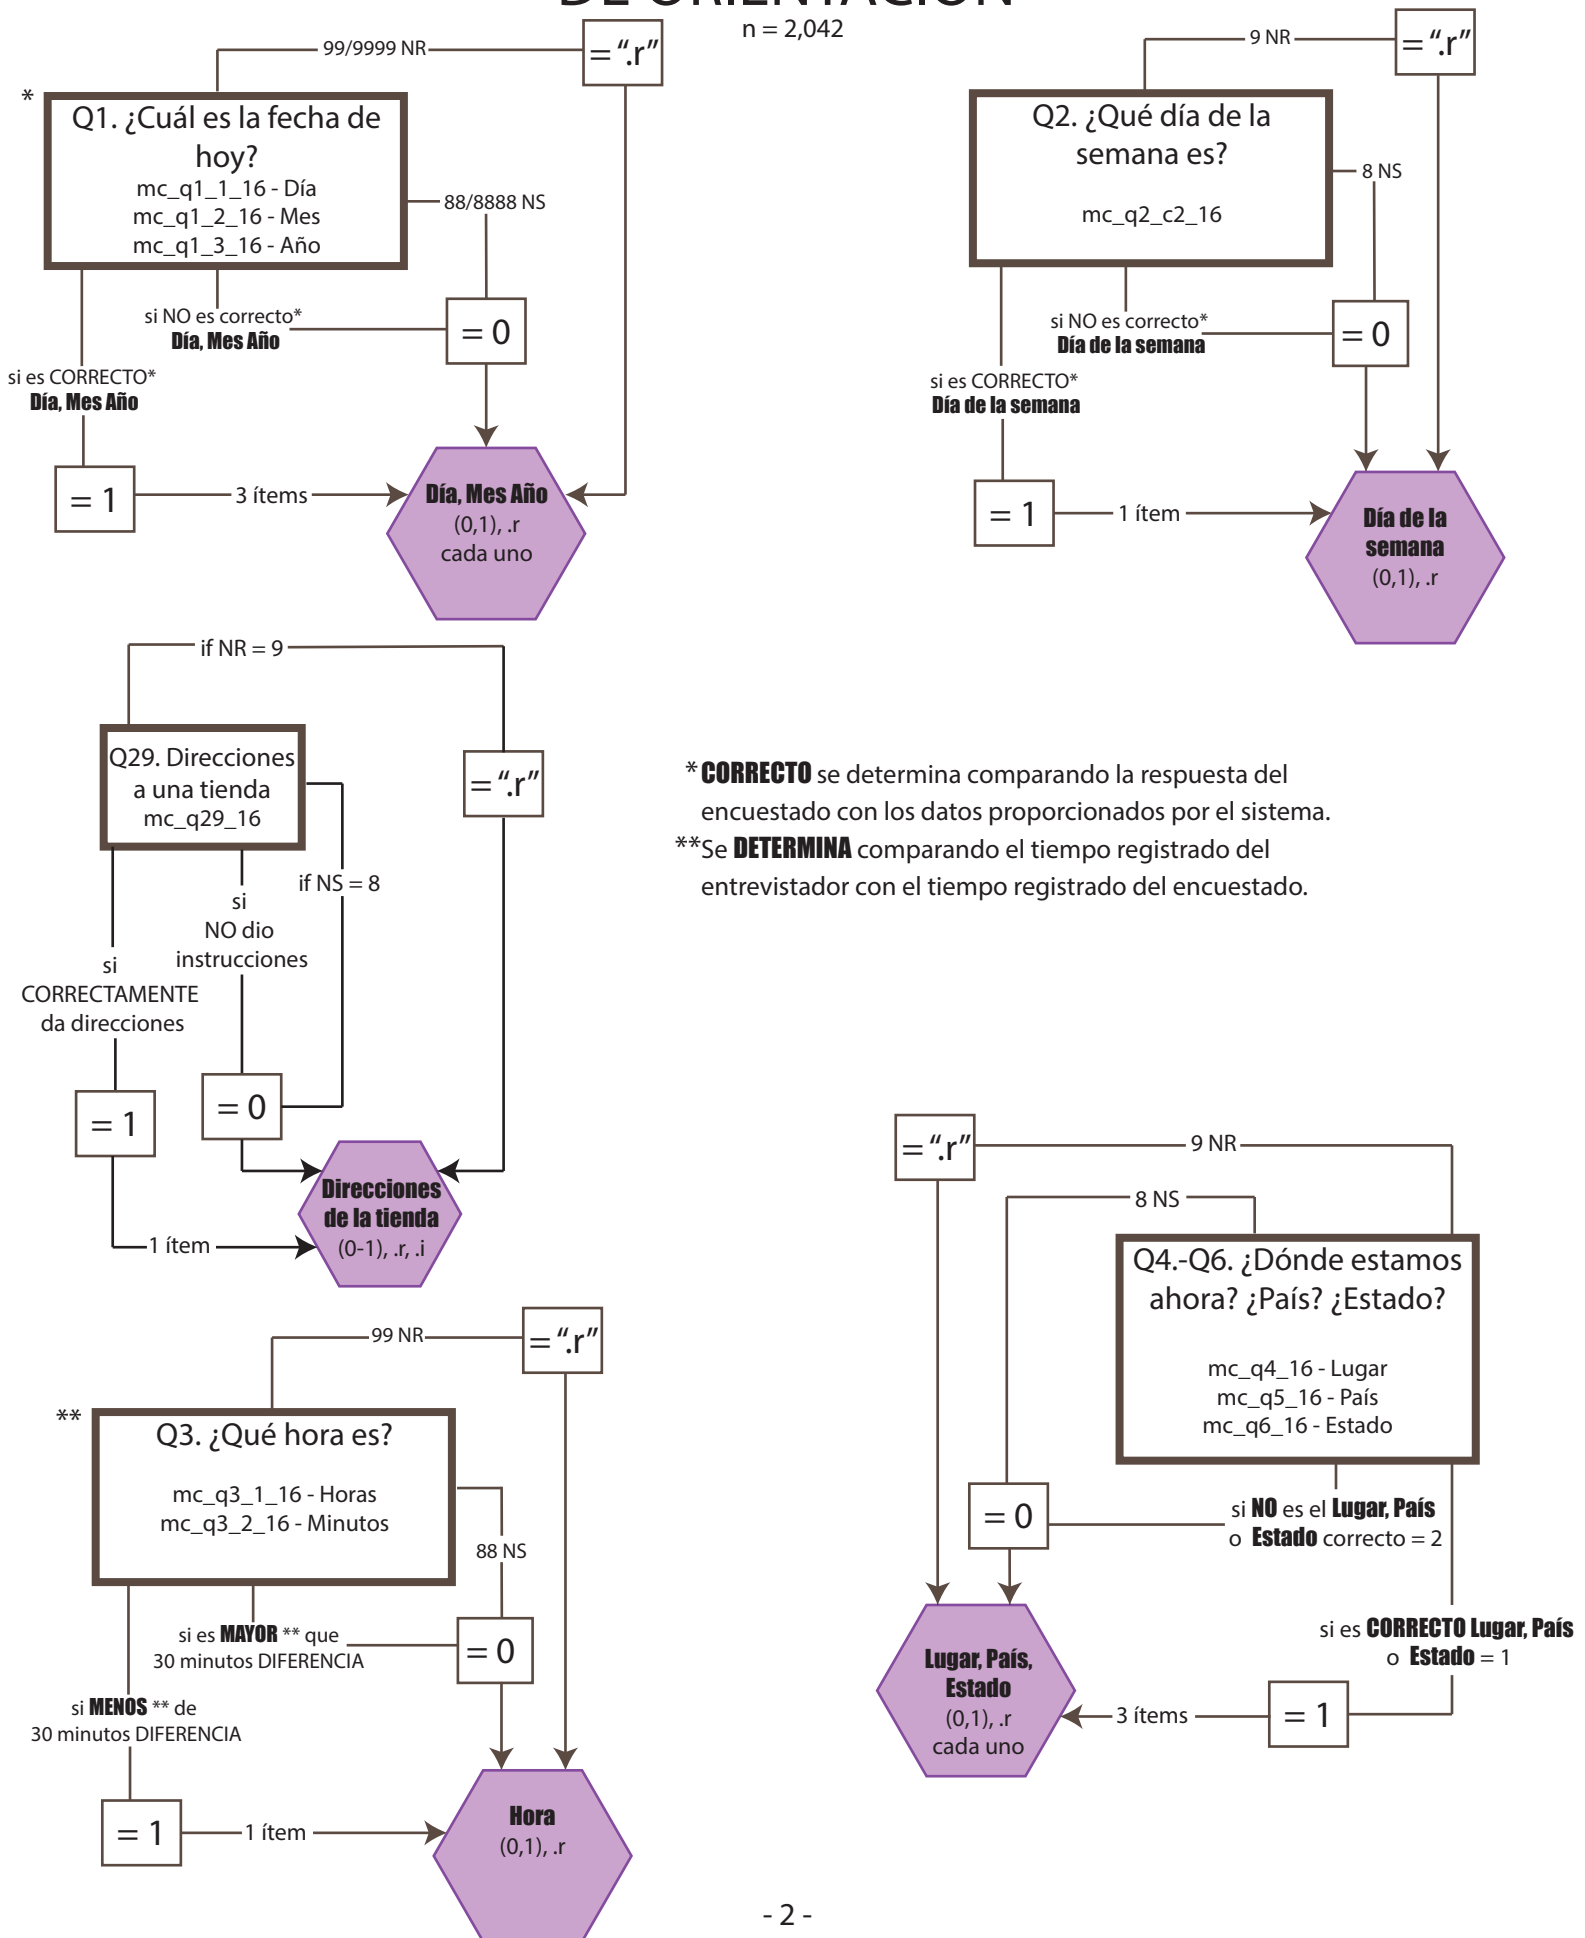 DE ORIENTACIÓN
n = 2,042
99/9999 NR
= “.r”
*
Q1. ¿Cuál es la fecha de
hoy?
mc_q1_1_16 - Día
mc_q1_2_16 - Mes
mc_q1_3_16 - Año
88/8888 NS
si NO es correcto*
Día, Mes Año
= 0
si es CORRECTO*
Día, Mes Año
= 1
3 ítems
Día, Mes Año
(0,1), .r
cada uno
9 NR
= “.r”
Q2. ¿Qué día de la
semana es?
mc_q2_c2_16
8 NS
si NO es correcto*
Día de la semana
= 0
si es CORRECTO*
Día de la semana
= 1
1 ítem
Día de la
semana
(0,1), .r
if NR = 9
Q29. Direcciones
a una tienda
mc_q29_16
= “.r”
if NS = 8
si
NO dio
instrucciones
si
CORRECTAMENTE
da direcciones
= 0
= 1
1 ítem
Direcciones
de la tienda
(0-1), .r, .i
* CORRECTO se determina comparando la respuesta del
encuestado con los datos proporcionados por el sistema.
**Se DETERMINA comparando el tiempo registrado del
entrevistador con el tiempo registrado del encuestado.
= “.r”
9 NR
8 NS
Q4.-Q6. ¿Dónde estamos
ahora? ¿País? ¿Estado?
mc_q4_16 - Lugar
mc_q5_16 - País
mc_q6_16 - Estado
= 0
si NO es el Lugar, País
o Estado correcto = 2
si es CORRECTO Lugar, País
o Estado = 1
= 1
3 ítems
Lugar, País,
Estado
(0,1), .r
cada uno
99 NR
= “.r”
**
Q3. ¿Qué hora es?
mc_q3_1_16 - Horas
mc_q3_2_16 - Minutos
88 NS
si es MAYOR ** que
30 minutos DIFERENCIA
= 0
si MENOS ** de
30 minutos DIFERENCIA
= 1
1 ítem
Hora
(0,1), .r
- 2 -